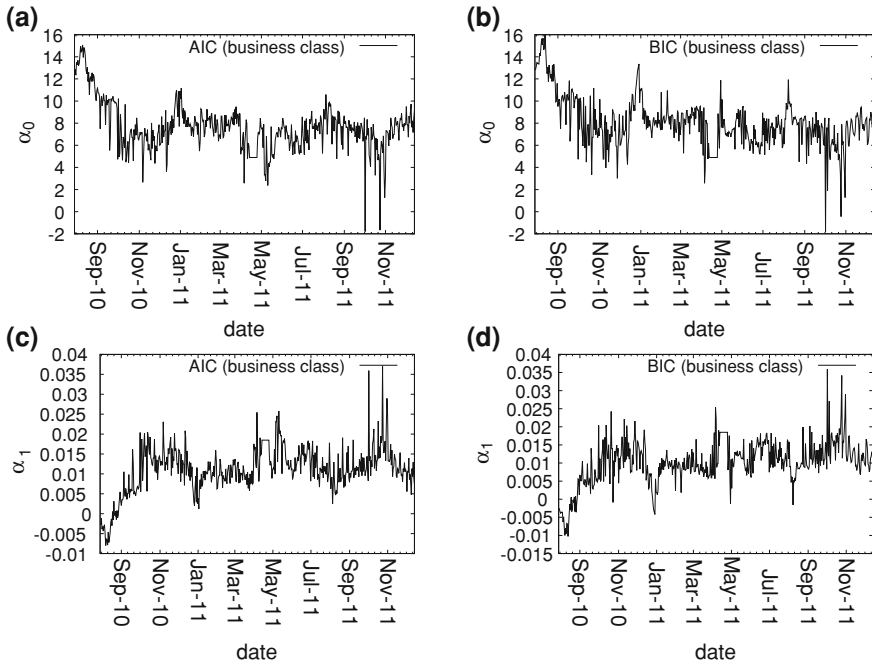 (a)
AIC (business class)
16
14
12
10
8
6
4
2
0
-2
α0
Sep-10
Nov-10
Jan-11
Mar-11
May-11
Jul-11
Sep-11
Nov-11
date
(b)
BIC (business class)
16
14
12
10
8
6
4
2
0
-2
α0
Sep-10
Nov-10
Jan-11
Mar-11
May-11
Jul-11
Sep-11
Nov-11
date
(c)
AIC (business class)
0.04
0.035
0.03
0.025
0.02
0.015
0.01
0.005
0
-0.005
-0.01
α1
Sep-10
Nov-10
Jan-11
Mar-11
May-11
Jul-11
Sep-11
Nov-11
date
(d)
BIC (business class)
0.04
0.035
0.03
0.025
0.02
0.015
0.01
0.005
0
-0.005
-0.01
-0.015
α1
Sep-10
Nov-10
Jan-11
Mar-11
May-11
Jul-11
Sep-11
Nov-11
date